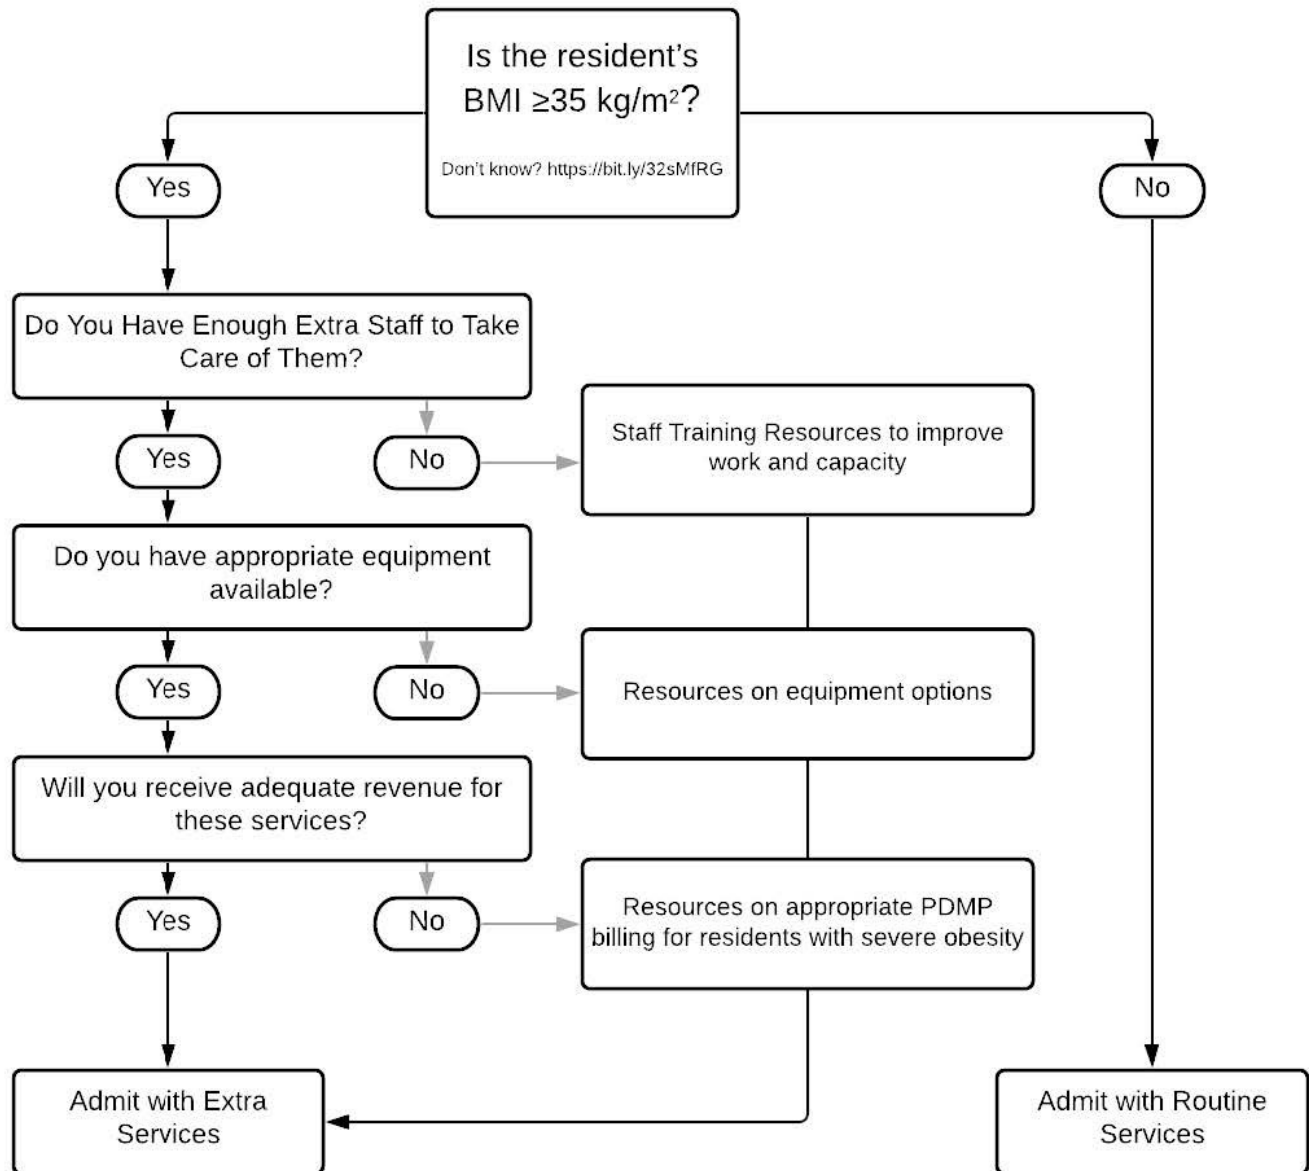 Is the resident's
BMI ≥35 kg/m²?
Don't know? https://bit.ly/32sMfRG
Yes
No
Do You Have Enough Extra Staff to Take
Care of Them?
Yes
No
Staff Training Resources to improve
work and capacity
Do you have appropriate equipment
available?
Yes
No
Resources on equipment options
Will you receive adequate revenue for
these services?
Yes
No
Resources on appropriate PDMP
billing for residents with severe obesity
Admit with Extra
Services
Admit with Routine
Services